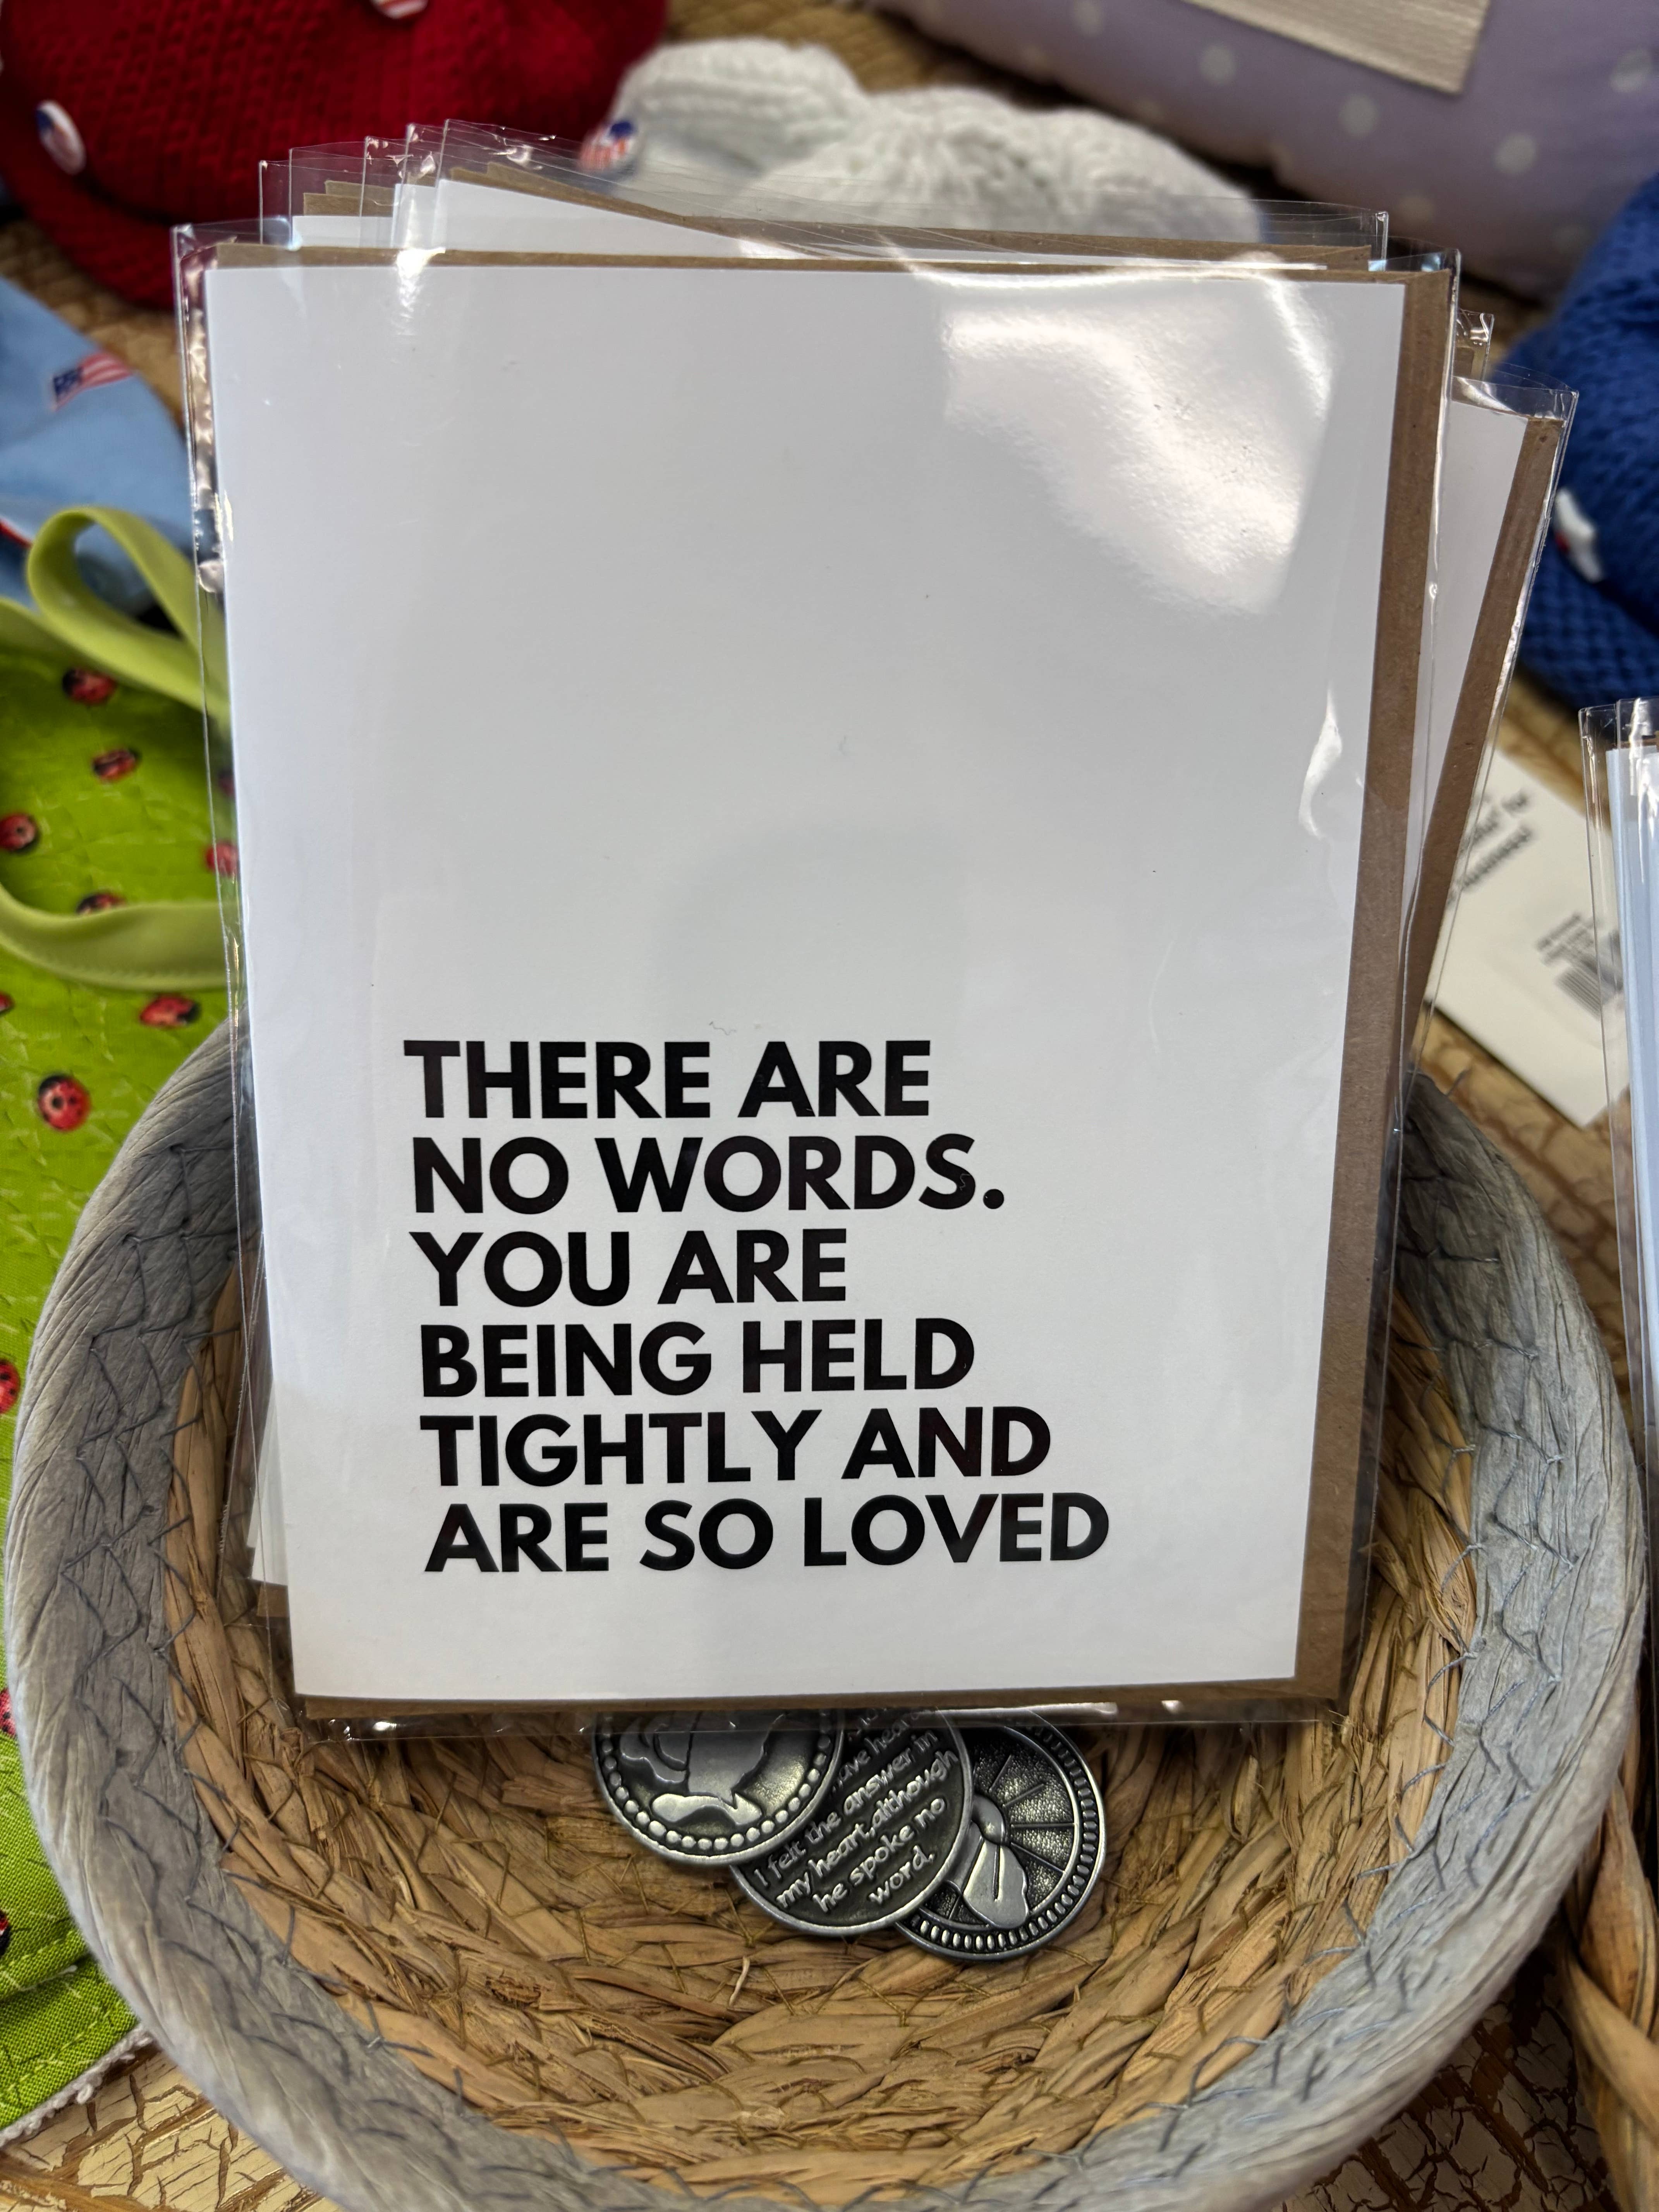 THERE ARE
NO WORDS.
YOU ARE
BEING HELD
TIGHTLY AND
ARE SO LOVED
I felt the answer in
my heart, although
he spoke no
word.